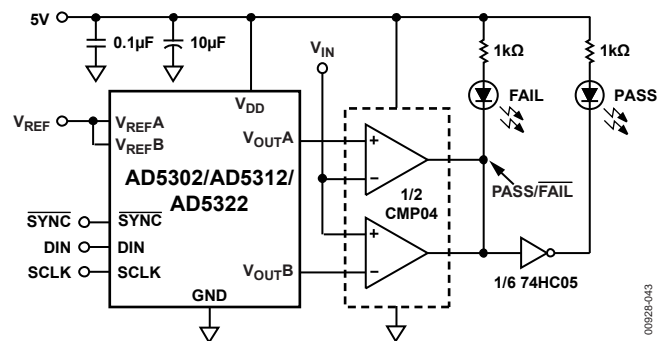 5V
0.1µF
10µF
VIN
1kΩ
1kΩ
FAIL
PASS
VDD
VREF
VREFA
VREFB
VOUTA
AD5302/AD5312/
AD5322
+
−
1/2
CMP04
PASS/FAIL
SYNC
SYNC
DIN
DIN
SCLK
SCLK
+
−
VOUTB
GND
1/6 74HC05
00928-043